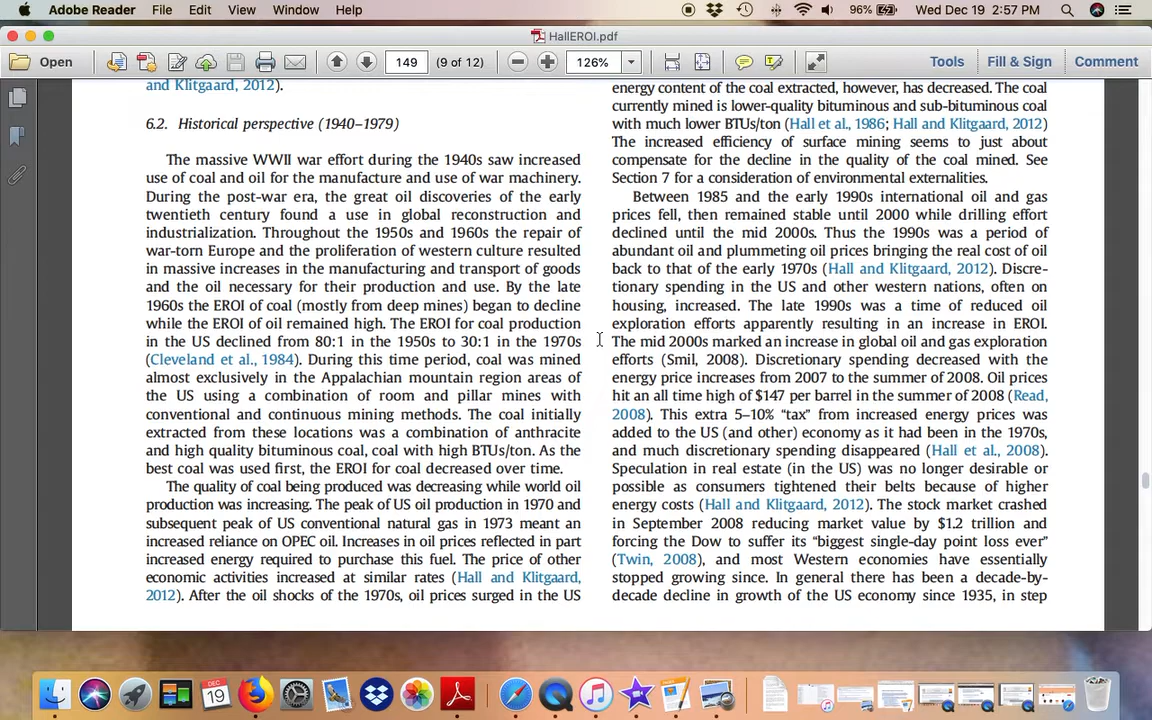 Adobe Reader File Edit View Window Help 96% Wed Dec 19 2:57 PM
HallEROI.pdf
Open 149 (9 of 12) 126% Tools Fill & Sign Comment
and Klitgaard, 2012).
6.2. Historical perspective (1940–1979)
The massive WWII war effort during the 1940s saw increased
use of coal and oil for the manufacture and use of war machinery.
During the post-war era, the great oil discoveries of the early
twentieth century found a use in global reconstruction and
industrialization. Throughout the 1950s and 1960s the repair of
war-torn Europe and the proliferation of western culture resulted
in massive increases in the manufacturing and transport of goods
and the oil necessary for their production and use. By the late
1960s the EROI of coal (mostly from deep mines) began to decline
while the EROI of oil remained high. The EROI for coal production
in the US declined from 80:1 in the 1950s to 30:1 in the 1970s
(Cleveland et al., 1984). During this time period, coal was mined
almost exclusively in the Appalachian mountain region areas of
the US using a combination of room and pillar mines with
conventional and continuous mining methods. The coal initially
extracted from these locations was a combination of anthracite
and high quality bituminous coal, coal with high BTUs/ton. As the
best coal was used first, the EROI for coal decreased over time.
The quality of coal being produced was decreasing while world oil
production was increasing. The peak of US oil production in 1970 and
subsequent peak of US conventional natural gas in 1973 meant an
increased reliance on OPEC oil. Increases in oil prices reflected in part
increased energy required to purchase this fuel. The price of other
economic activities increased at similar rates (Hall and Klitgaard,
2012). After the oil shocks of the 1970s, oil prices surged in the US
energy content of the coal extracted, however, has decreased. The coal
currently mined is lower-quality bituminous and sub-bituminous coal
with much lower BTUs/ton (Hall et al., 1986; Hall and Klitgaard, 2012)
The increased efficiency of surface mining seems to just about
compensate for the decline in the quality of the coal mined. See
Section 7 for a consideration of environmental externalities.
Between 1985 and the early 1990s international oil and gas
prices fell, then remained stable until 2000 while drilling effort
declined until the mid 2000s. Thus the 1990s was a period of
abundant oil and plummeting oil prices bringing the real cost of oil
back to that of the early 1970s (Hall and Klitgaard, 2012). Discre-
tionary spending in the US and other western nations, often on
housing, increased. The late 1990s was a time of reduced oil
exploration efforts apparently resulting in an increase in EROI.
The mid 2000s marked an increase in global oil and gas exploration
efforts (Smil, 2008). Discretionary spending decreased with the
energy price increases from 2007 to the summer of 2008. Oil prices
hit an all time high of $147 per barrel in the summer of 2008 (Read,
2008). This extra 5–10% “tax” from increased energy prices was
added to the US (and other) economy as it had been in the 1970s,
and much discretionary spending disappeared (Hall et al., 2008).
Speculation in real estate (in the US) was no longer desirable or
possible as consumers tightened their belts because of higher
energy costs (Hall and Klitgaard, 2012). The stock market crashed
in September 2008 reducing market value by $1.2 trillion and
forcing the Dow to suffer its “biggest single-day point loss ever”
(Twin, 2008), and most Western economies have essentially
stopped growing since. In general there has been a decade-by-
decade decline in growth of the US economy since 1935, in step
DEC
19